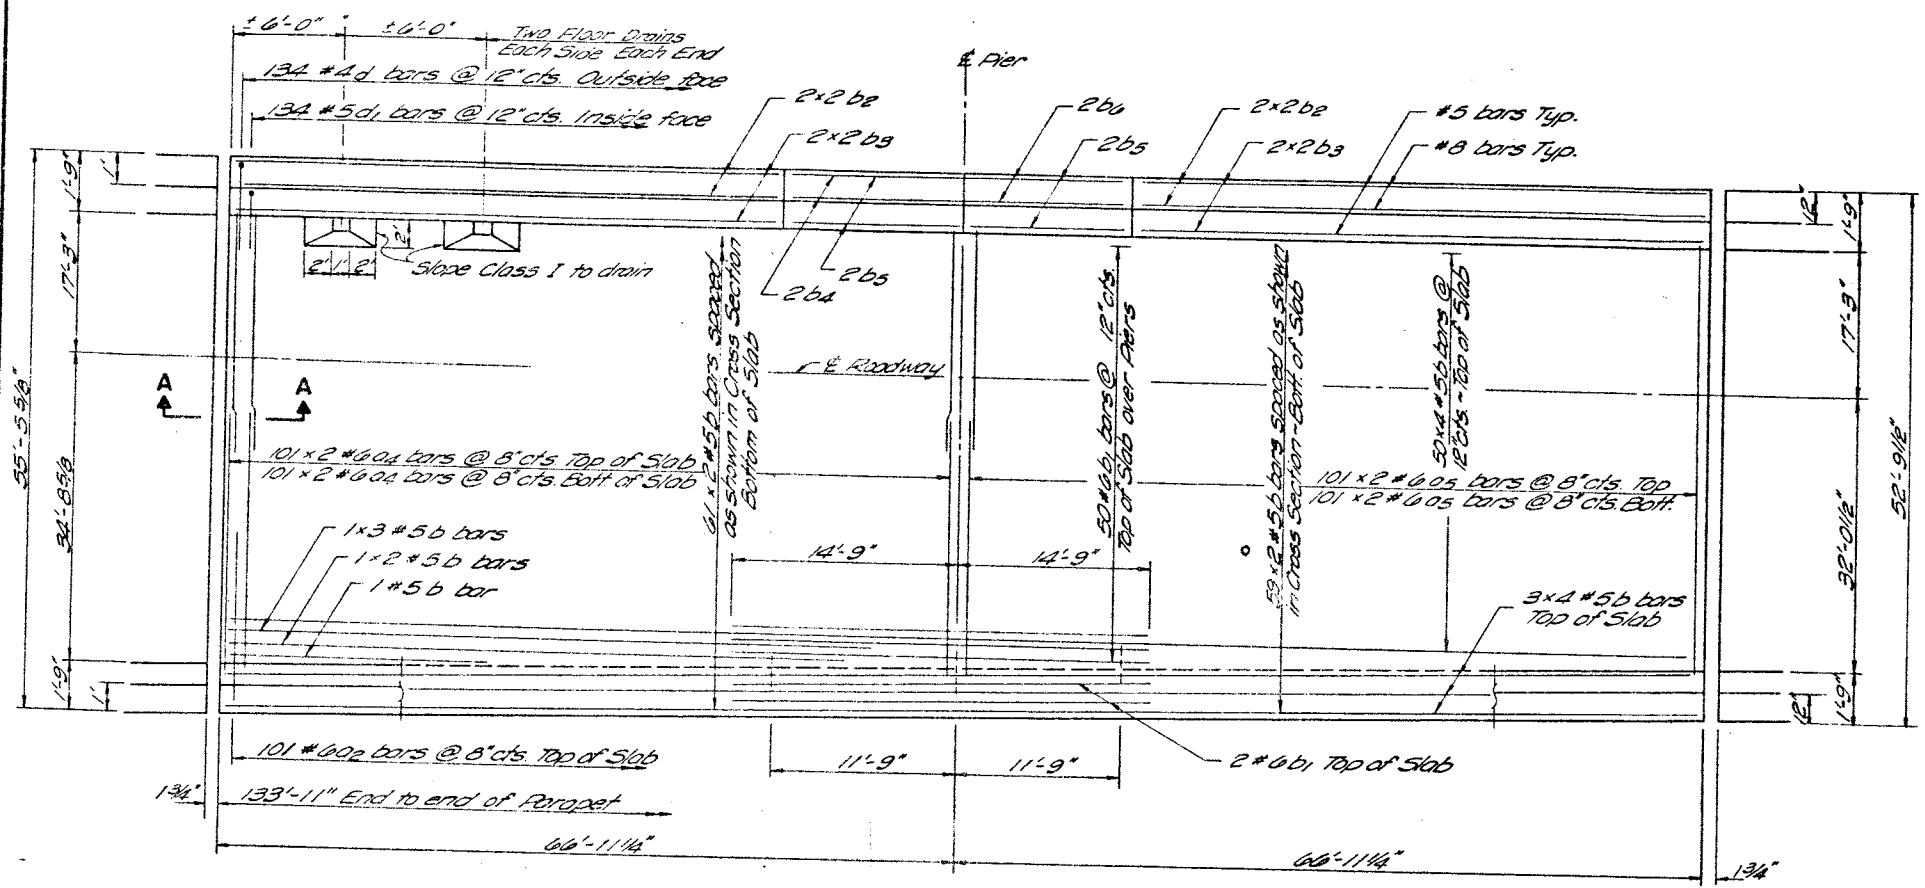 ± 6'-0"
± 6'-0"
Two Floor Drains
Each Side Each End
134 #4d bars @ 12" cts. Outside face
134 #5d1 bars @ 12" cts. Inside face
℄ Pier
2×2 b2
2×2 b3
2b6
2b5
2×2 b2
2×2 b3
#5 bars Typ.
#8 bars Typ.
1'-9"
1'
17'-3"
34'-8 5/8
55'-5 5/8"
1'-9"
1'
2'
2' 1' 2'
Slope Class I to drain
2b5
2b4
12"
1'-9"
17'-3"
32'-0 1/2"
52'-9 1/2"
1'-9"
12"
A A
℄ Roadway
61 × 2 #5b bars spaced
as shown in Cross Section
Bottom of Slab
50 #6b1 bars @ 12" cts.
Top of Slab over Piers
59 × 2 #5b bars spaced as shown
in Cross Section - Bott. of Slab
50×4 #5b bars @
12" cts. - Top of Slab
101 × 2 #6a4 bars @ 8" cts Top of Slab
101 × 2 #6a4 bars @ 8" cts. Bott of Slab
101 × 2 #6a5 bars @ 8" cts. Top
101 × 2 #6a5 bars @ 8" cts. Bott.
1×3 #5b bars
1×2 #5b bars
1 #5b bar
14'-9"
14'-9"
3×4 #5b bars
Top of Slab
101 #6a2 bars @ 8" cts. Top of Slab
11'-9"
11'-9"
2 #6b1 Top of Slab
1 3/4"
133'-11" End to end of Parapet
66'-11 1/4"
66'-11 1/4"
1 3/4"